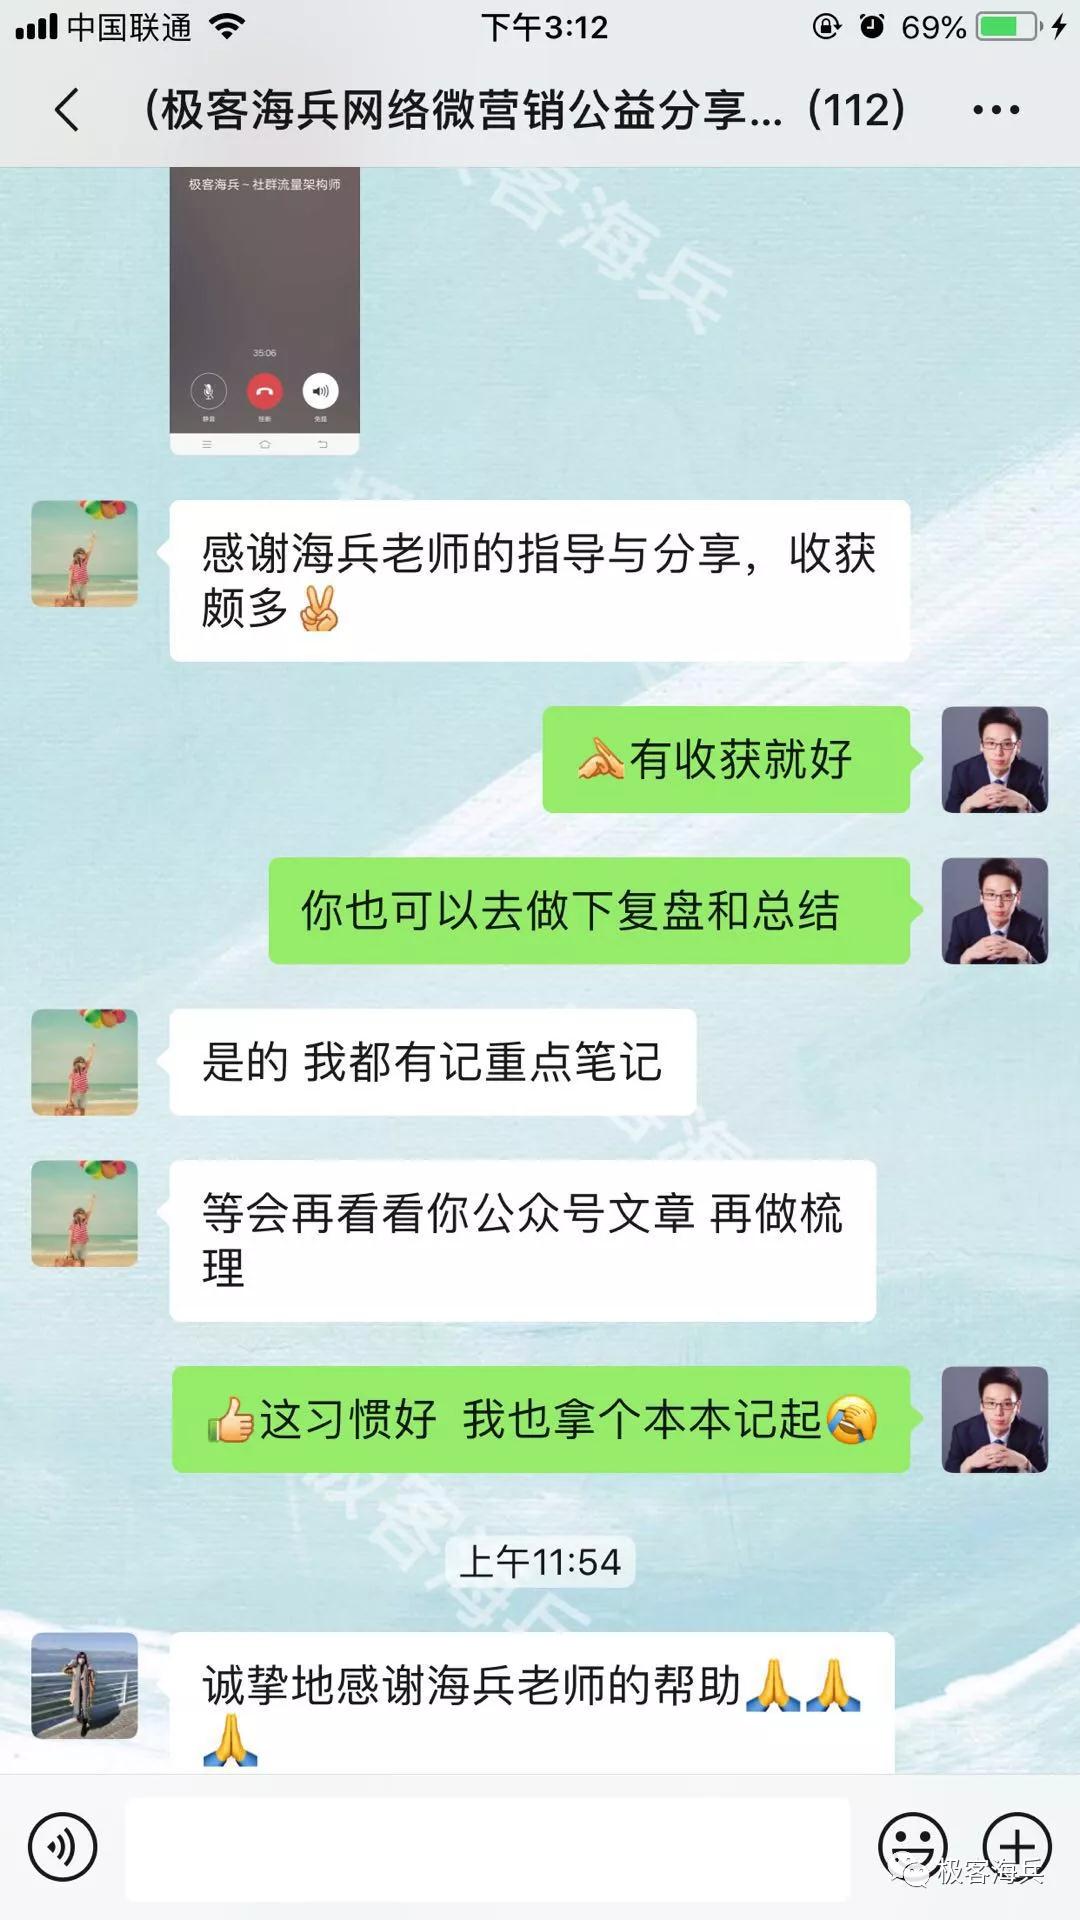 中国联通
下午3:12
69%
(极客海兵网络微营销公益分享... (112)
极客海兵~社群流量架构师
35:06
静音
挂断
免提
感谢海兵老师的指导与分享，收获
颇多✌
有收获就好
你也可以去做下复盘和总结
是的 我都有记重点笔记
等会再看看你公众号文章 再做梳
理
👍这习惯好 我也拿个本本记起
上午11:54
诚挚地感谢海兵老师的帮助🙏🙏
🙏
极客海兵